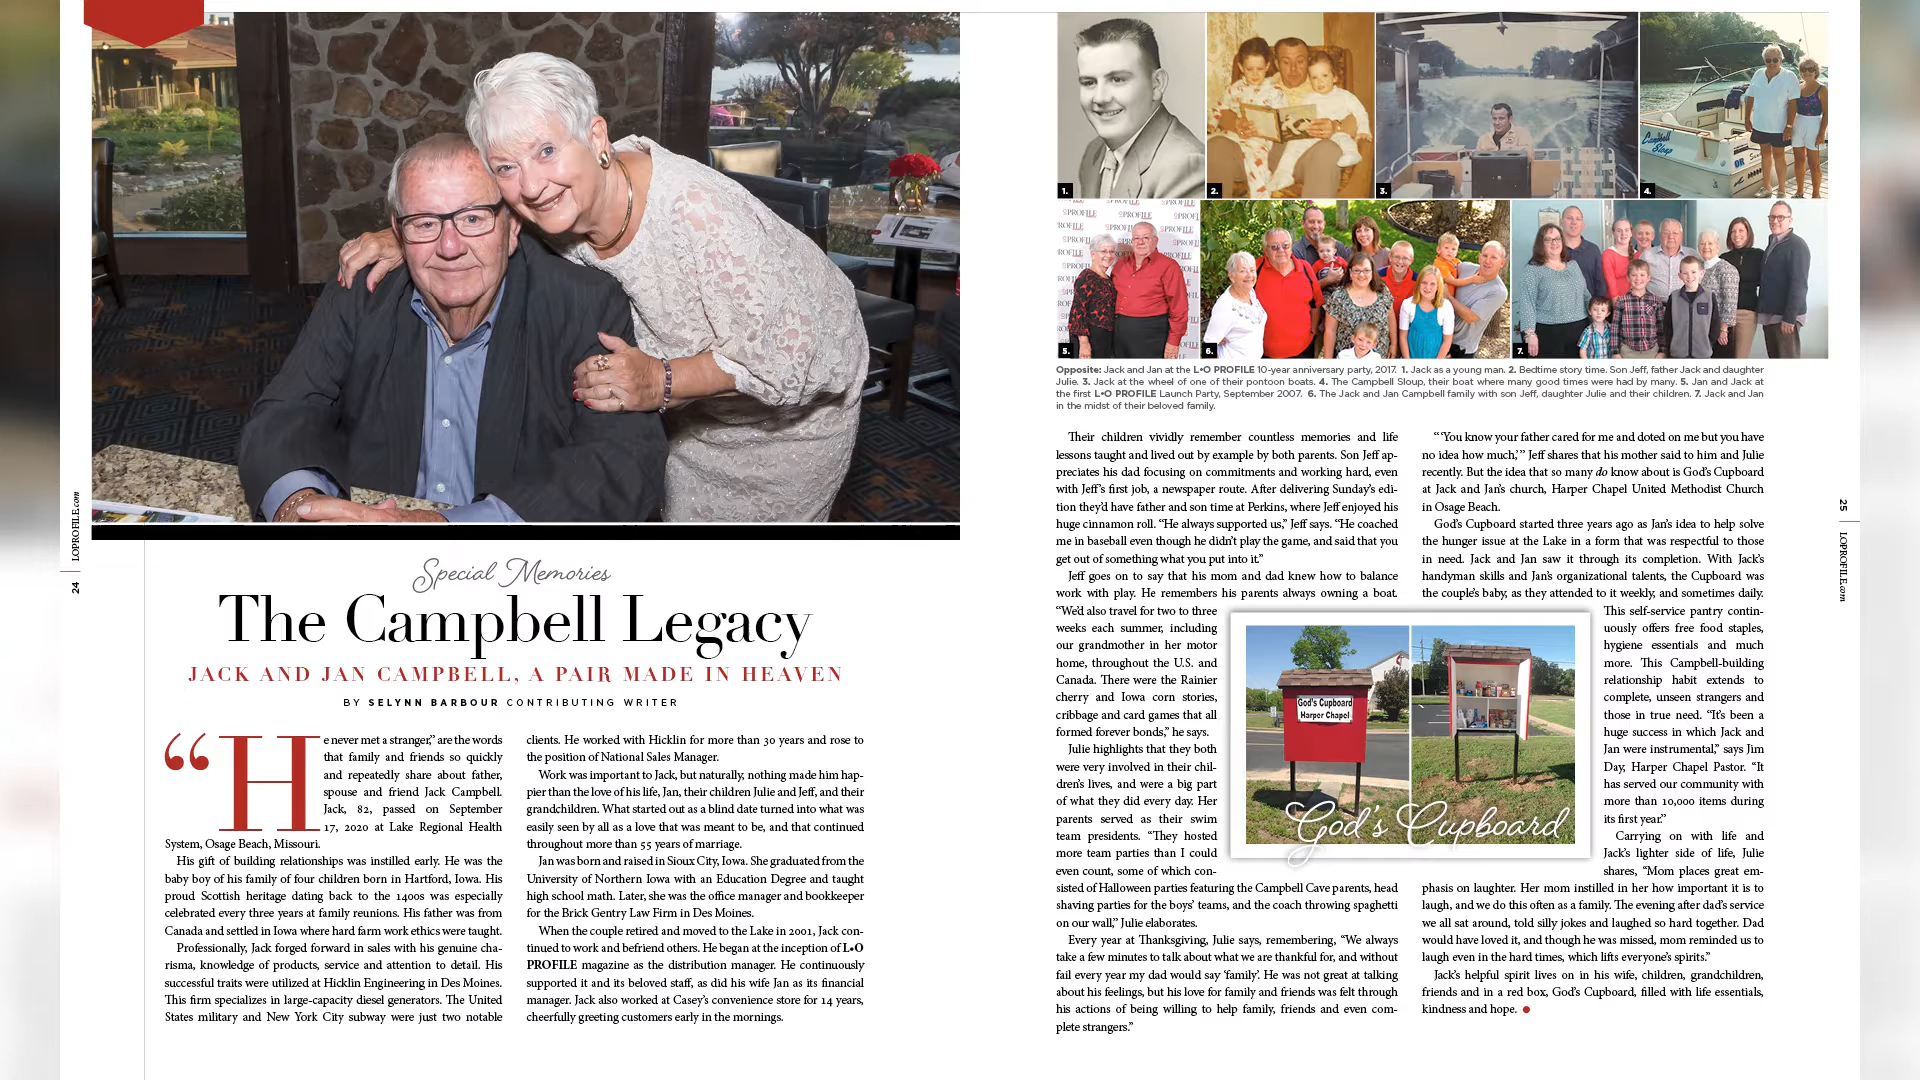 LOPROFILE.com
24
Special Memories
The Campbell Legacy
JACK AND JAN CAMPBELL, A PAIR MADE IN HEAVEN
BY SELYNN BARBOUR CONTRIBUTING WRITER
“He never met a stranger,” are the words
that family and friends so quickly
and repeatedly share about father,
spouse and friend Jack Campbell.
Jack, 82, passed on September
17, 2020 at Lake Regional Health
System, Osage Beach, Missouri.
His gift of building relationships was instilled early. He was the
baby boy of his family of four children born in Hartford, Iowa. His
proud Scottish heritage dating back to the 1400s was especially
celebrated every three years at family reunions. His father was from
Canada and settled in Iowa where hard farm work ethics were taught.
Professionally, Jack forged forward in sales with his genuine cha-
risma, knowledge of products, service and attention to detail. His
successful traits were utilized at Hicklin Engineering in Des Moines.
This firm specializes in large-capacity diesel generators. The United
States military and New York City subway were just two notable
clients. He worked with Hicklin for more than 30 years and rose to
the position of National Sales Manager.
Work was important to Jack, but naturally, nothing made him hap-
pier than the love of his life, Jan, their children Julie and Jeff, and their
grandchildren. What started out as a blind date turned into what was
easily seen by all as a love that was meant to be, and that continued
throughout more than 55 years of marriage.
Jan was born and raised in Sioux City, Iowa. She graduated from the
University of Northern Iowa with an Education Degree and taught
high school math. Later, she was the office manager and bookkeeper
for the Brick Gentry Law Firm in Des Moines.
When the couple retired and moved to the Lake in 2001, Jack con-
tinued to work and befriend others. He began at the inception of L•O
PROFILE magazine as the distribution manager. He continuously
supported it and its beloved staff, as did his wife Jan as its financial
manager. Jack also worked at Casey's convenience store for 14 years,
cheerfully greeting customers early in the mornings.
1.
2.
3.
Campbell
Sloup
4.
PROFILE
5.
6.
7.
Opposite: Jack and Jan at the L•O PROFILE 10-year anniversary party, 2017. 1. Jack as a young man. 2. Bedtime story time. Son Jeff, father Jack and daughter
Julie. 3. Jack at the wheel of one of their pontoon boats. 4. The Campbell Sloup, their boat where many good times were had by many. 5. Jan and Jack at
the first L•O PROFILE Launch Party, September 2007. 6. The Jack and Jan Campbell family with son Jeff, daughter Julie and their children. 7. Jack and Jan
in the midst of their beloved family.
Their children vividly remember countless memories and life
lessons taught and lived out by example by both parents. Son Jeff ap-
preciates his dad focusing on commitments and working hard, even
with Jeff's first job, a newspaper route. After delivering Sunday's edi-
tion they'd have father and son time at Perkins, where Jeff enjoyed his
huge cinnamon roll. “He always supported us,” Jeff says. “He coached
me in baseball even though he didn't play the game, and said that you
get out of something what you put into it.”
Jeff goes on to say that his mom and dad knew how to balance
work with play. He remembers his parents always owning a boat.
“We'd also travel for two to three
weeks each summer, including
our grandmother in her motor
home, throughout the U.S. and
Canada. There were the Rainier
cherry and Iowa corn stories,
cribbage and card games that all
formed forever bonds,” he says.
Julie highlights that they both
were very involved in their chil-
dren's lives, and were a big part
of what they did every day. Her
parents served as their swim
team presidents. “They hosted
more team parties than I could
even count, some of which con-
sisted of Halloween parties featuring the Campbell Cave parents, head
shaving parties for the boys' teams, and the coach throwing spaghetti
on our wall,” Julie elaborates.
Every year at Thanksgiving, Julie says, remembering, “We always
take a few minutes to talk about what we are thankful for, and without
fail every year my dad would say ‘family’. He was not great at talking
about his feelings, but his love for family and friends was felt through
his actions of being willing to help family, friends and even com-
plete strangers.”
“‘You know your father cared for me and doted on me but you have
no idea how much,’” Jeff shares that his mother said to him and Julie
recently. But the idea that so many do know about is God's Cupboard
at Jack and Jan's church, Harper Chapel United Methodist Church
in Osage Beach.
God's Cupboard started three years ago as Jan's idea to help solve
the hunger issue at the Lake in a form that was respectful to those
in need. Jack and Jan saw it through its completion. With Jack's
handyman skills and Jan's organizational talents, the Cupboard was
the couple's baby, as they attended to it weekly, and sometimes daily.
This self-service pantry contin-
uously offers free food staples,
hygiene essentials and much
more. This Campbell-building
relationship habit extends to
complete, unseen strangers and
those in true need. “It's been a
huge success in which Jack and
Jan were instrumental,” says Jim
Day, Harper Chapel Pastor. “It
has served our community with
more than 10,000 items during
its first year.”
Carrying on with life and
Jack's lighter side of life, Julie
shares, “Mom places great em-
phasis on laughter. Her mom instilled in her how important it is to
laugh, and we do this often as a family. The evening after dad's service
we all sat around, told silly jokes and laughed so hard together. Dad
would have loved it, and though he was missed, mom reminded us to
laugh even in the hard times, which lifts everyone's spirits.”
Jack's helpful spirit lives on in his wife, children, grandchildren,
friends and in a red box, God's Cupboard, filled with life essentials,
kindness and hope.
God's Cupboard
Harper Chapel
God's Cupboard
25
LOPROFILE.com